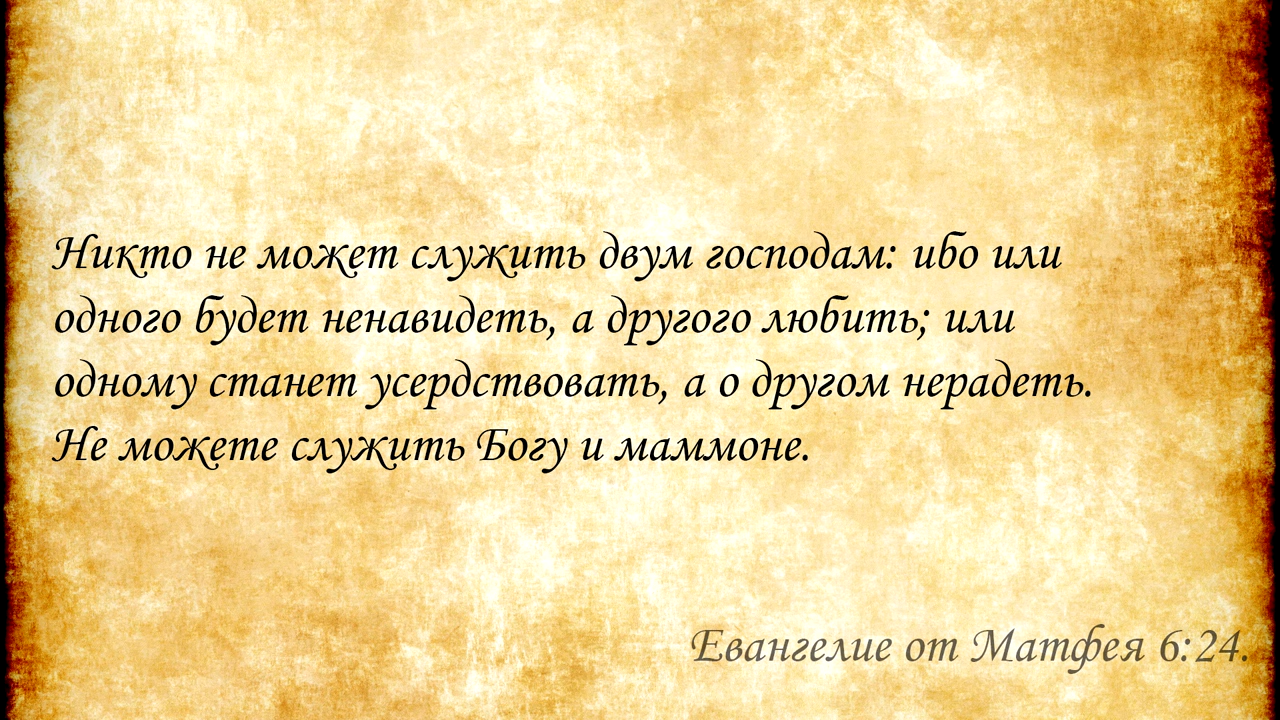 Никто не может служить двум господам: ибо или
одного будет ненавидеть, а другого любить; или
одному станет усердствовать, а о другом нерадеть.
Не можете служить Богу и маммоне.
Евангелие от Матфея 6:24.